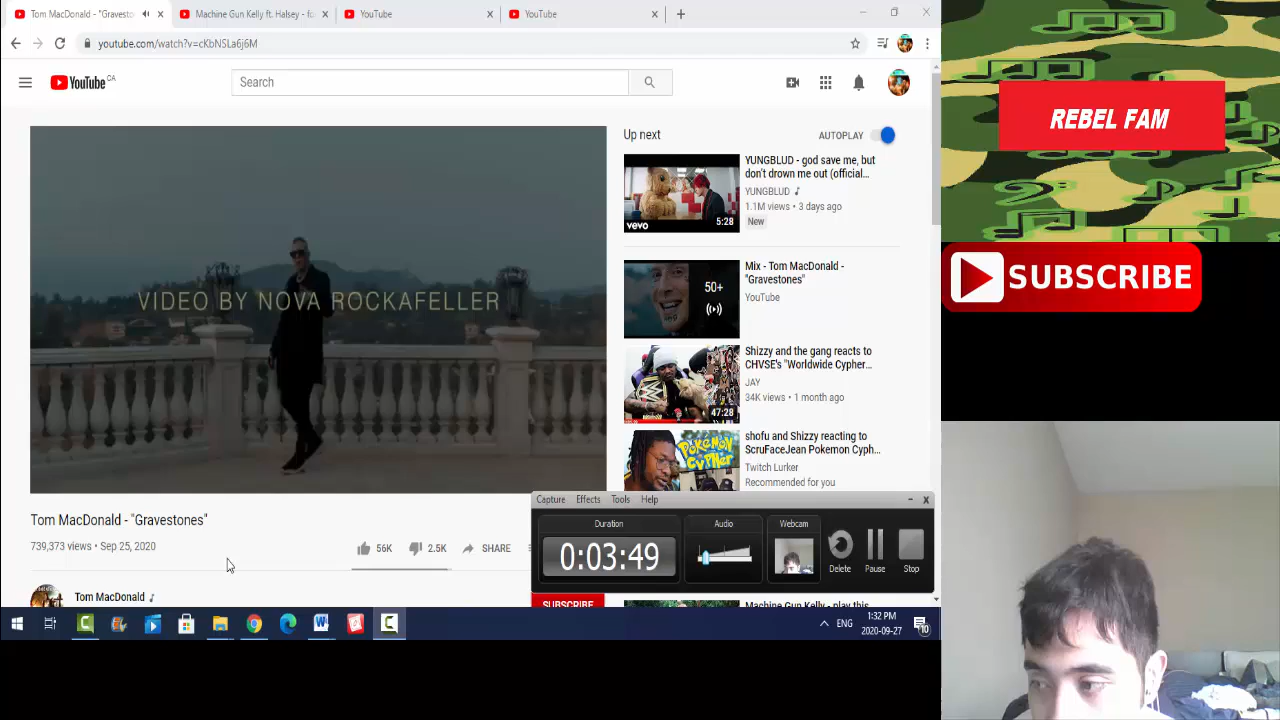 Tom MacDonald - "Gravesto
Machine Gun Kelly ft. Halsey - fo
YouTube
YouTube
youtube.com/watch?v=cKbNSLa6j6M
YouTube CA
Search
VIDEO BY NOVA ROCKAFELLER
Tom MacDonald - "Gravestones"
739,373 views • Sep 25, 2020
56K
2.5K
SHARE
Tom MacDonald
Up next
AUTOPLAY
YUNGBLUD - god save me, but
don't drown me out (official...
YUNGBLUD
1.1M views • 3 days ago
New
vevo
5:28
Mix - Tom MacDonald -
"Gravestones"
YouTube
50+
Shizzy and the gang reacts to
CHVSE's "Worldwide Cypher...
JAY
34K views • 1 month ago
47:28
shofu and Shizzy reacting to
ScruFaceJean Pokemon Cyph...
Twitch Lurker
Recommended for you
POKEMON
CYPHER
Capture Effects Tools Help
Duration
0:03:49
Audio
Webcam
Delete
Pause
Stop
SUBSCRIBE
Machine Gun Kelly - play this
ENG
1:32 PM
2020-09-27
10
REBEL FAM
SUBSCRIBE